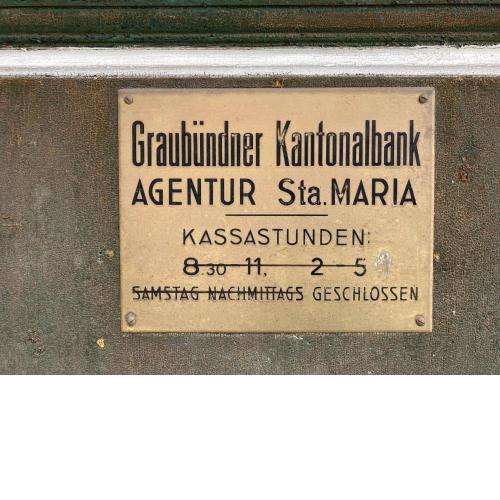 Graubündner Kantonalbank
AGENTUR Sta. MARIA
KASSASTUNDEN:
8.30 11, 2-5
SAMSTAG NACHMITTAGS GESCHLOSSEN